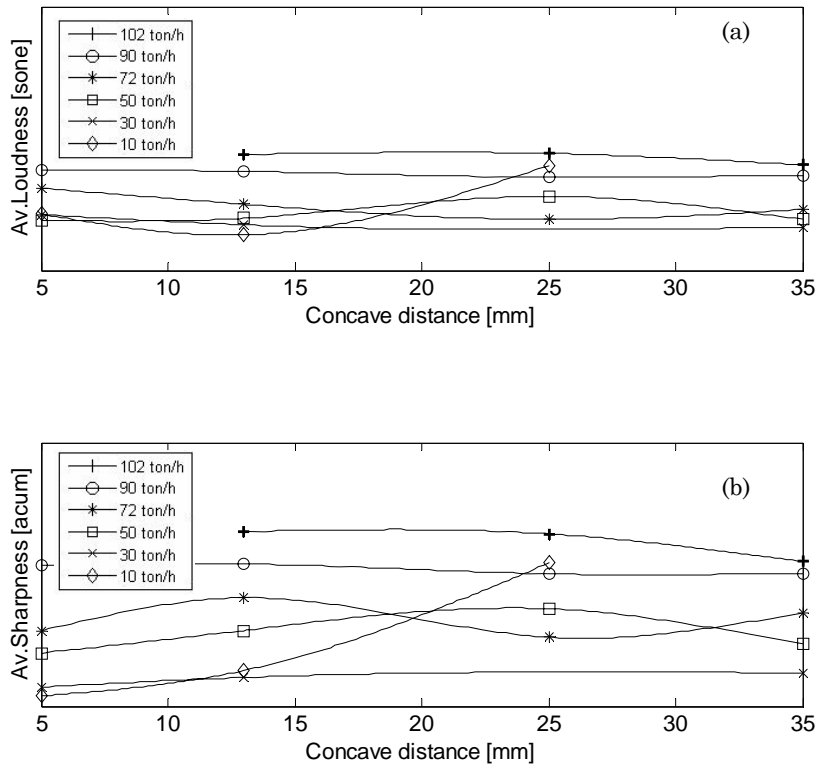 (a)
102 ton/h
90 ton/h
72 ton/h
50 ton/h
30 ton/h
10 ton/h
Av.Loudness [sone]
5 10 15 20 25 30 35
Concave distance [mm]
(b)
102 ton/h
90 ton/h
72 ton/h
50 ton/h
30 ton/h
10 ton/h
Av.Sharpness [acum]
5 10 15 20 25 30 35
Concave distance [mm]